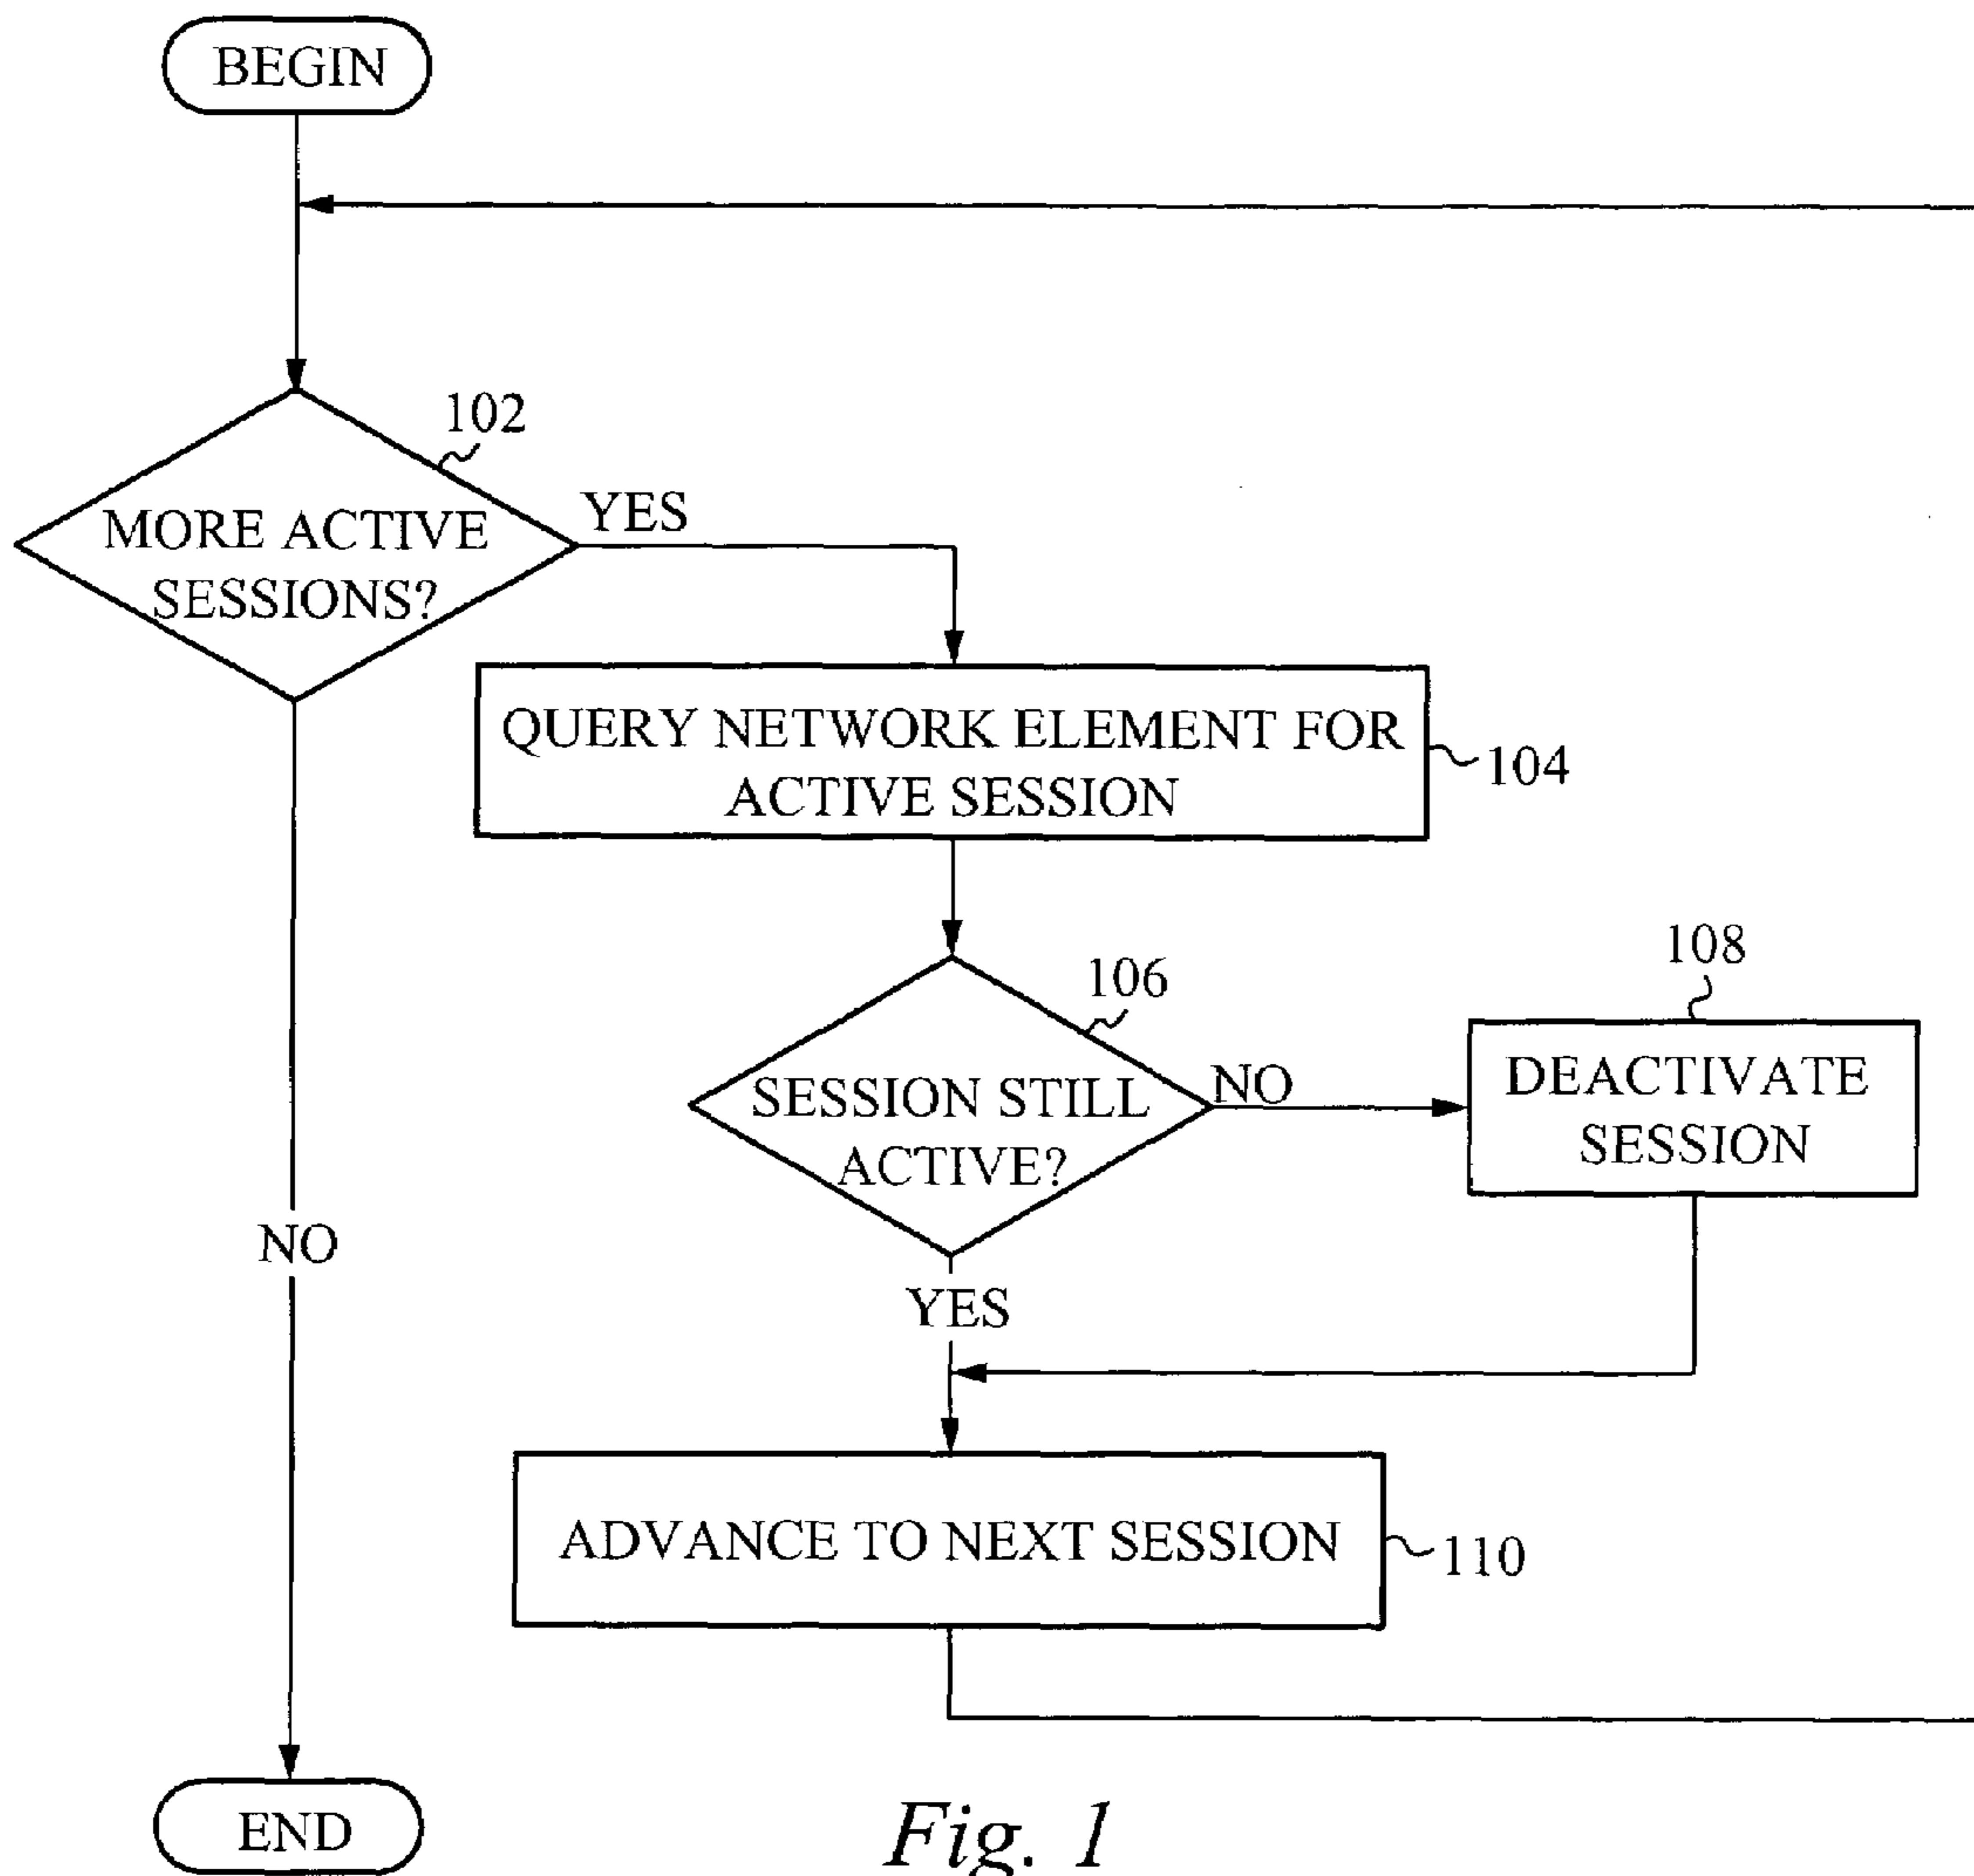 BEGIN
102
MORE ACTIVE
SESSIONS?
YES
QUERY NETWORK ELEMENT FOR
ACTIVE SESSION
104
106
SESSION STILL
ACTIVE?
NO
108
DEACTIVATE
SESSION
NO
YES
ADVANCE TO NEXT SESSION
110
END
Fig. 1